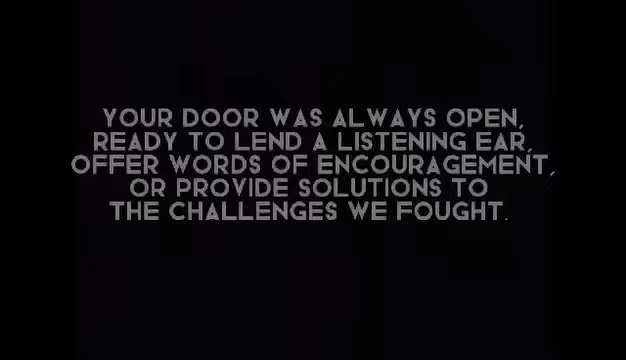 YOUR DOOR WAS ALWAYS OPEN,
READY TO LEND A LISTENING EAR,
OFFER WORDS OF ENCOURAGEMENT,
OR PROVIDE SOLUTIONS TO
THE CHALLENGES WE FOUGHT.